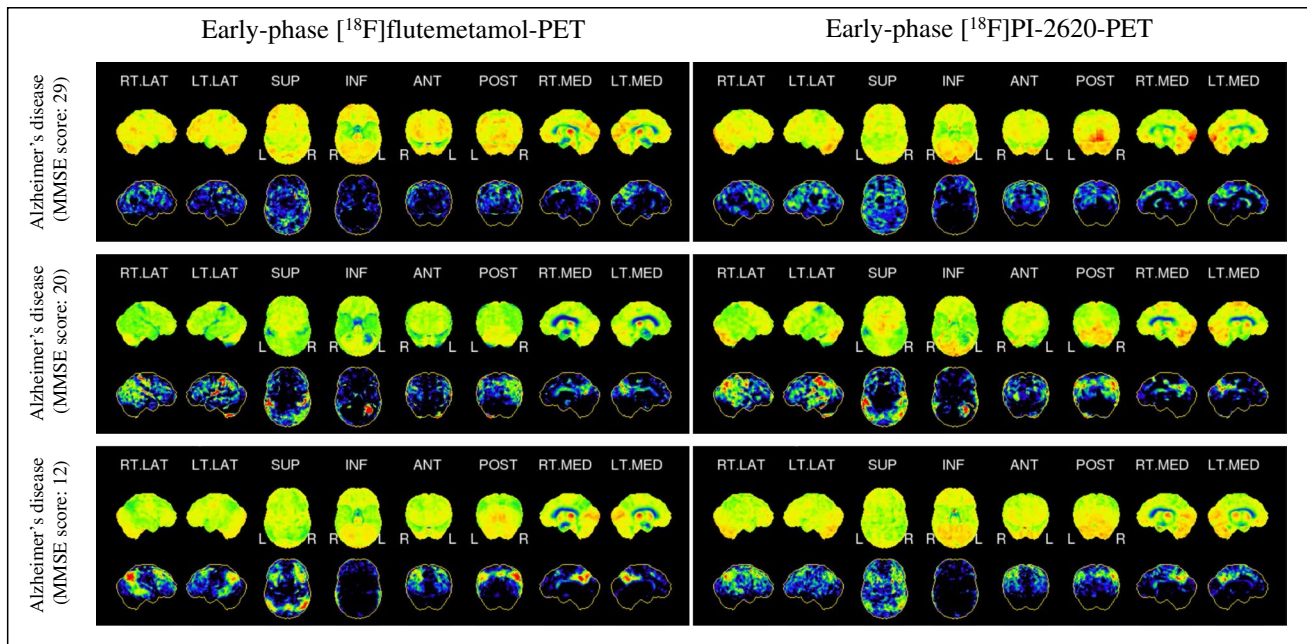 Early-phase [¹⁸F]flutemetamol-PET
Early-phase [¹⁸F]PI-2620-PET
Alzheimer's disease
(MMSE score: 29)
RT.LAT LT.LAT SUP INF ANT POST RT.MED LT.MED
L R R L R L L R
RT.LAT LT.LAT SUP INF ANT POST RT.MED LT.MED
L R R L R L L R
Alzheimer's disease
(MMSE score: 20)
RT.LAT LT.LAT SUP INF ANT POST RT.MED LT.MED
L R R L R L L R
RT.LAT LT.LAT SUP INF ANT POST RT.MED LT.MED
L R R L R L L R
Alzheimer's disease
(MMSE score: 12)
RT.LAT LT.LAT SUP INF ANT POST RT.MED LT.MED
L R R L R L L R
RT.LAT LT.LAT SUP INF ANT POST RT.MED LT.MED
L R R L R L L R